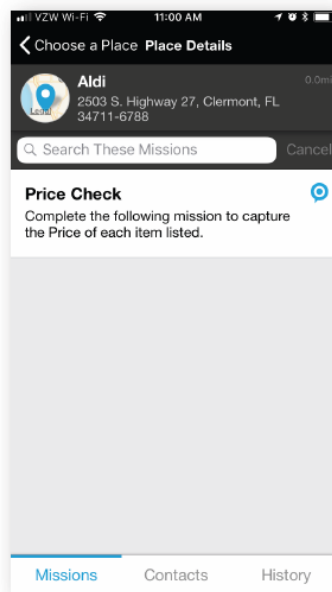 VZW Wi-Fi 11:00 AM
Choose a Place Place Details
Aldi 0.0mi
2503 S. Highway 27, Clermont, FL
34711-6788
Legal
Search These Missions Cancel
Price Check
Complete the following mission to capture
the Price of each item listed.
Missions Contacts History